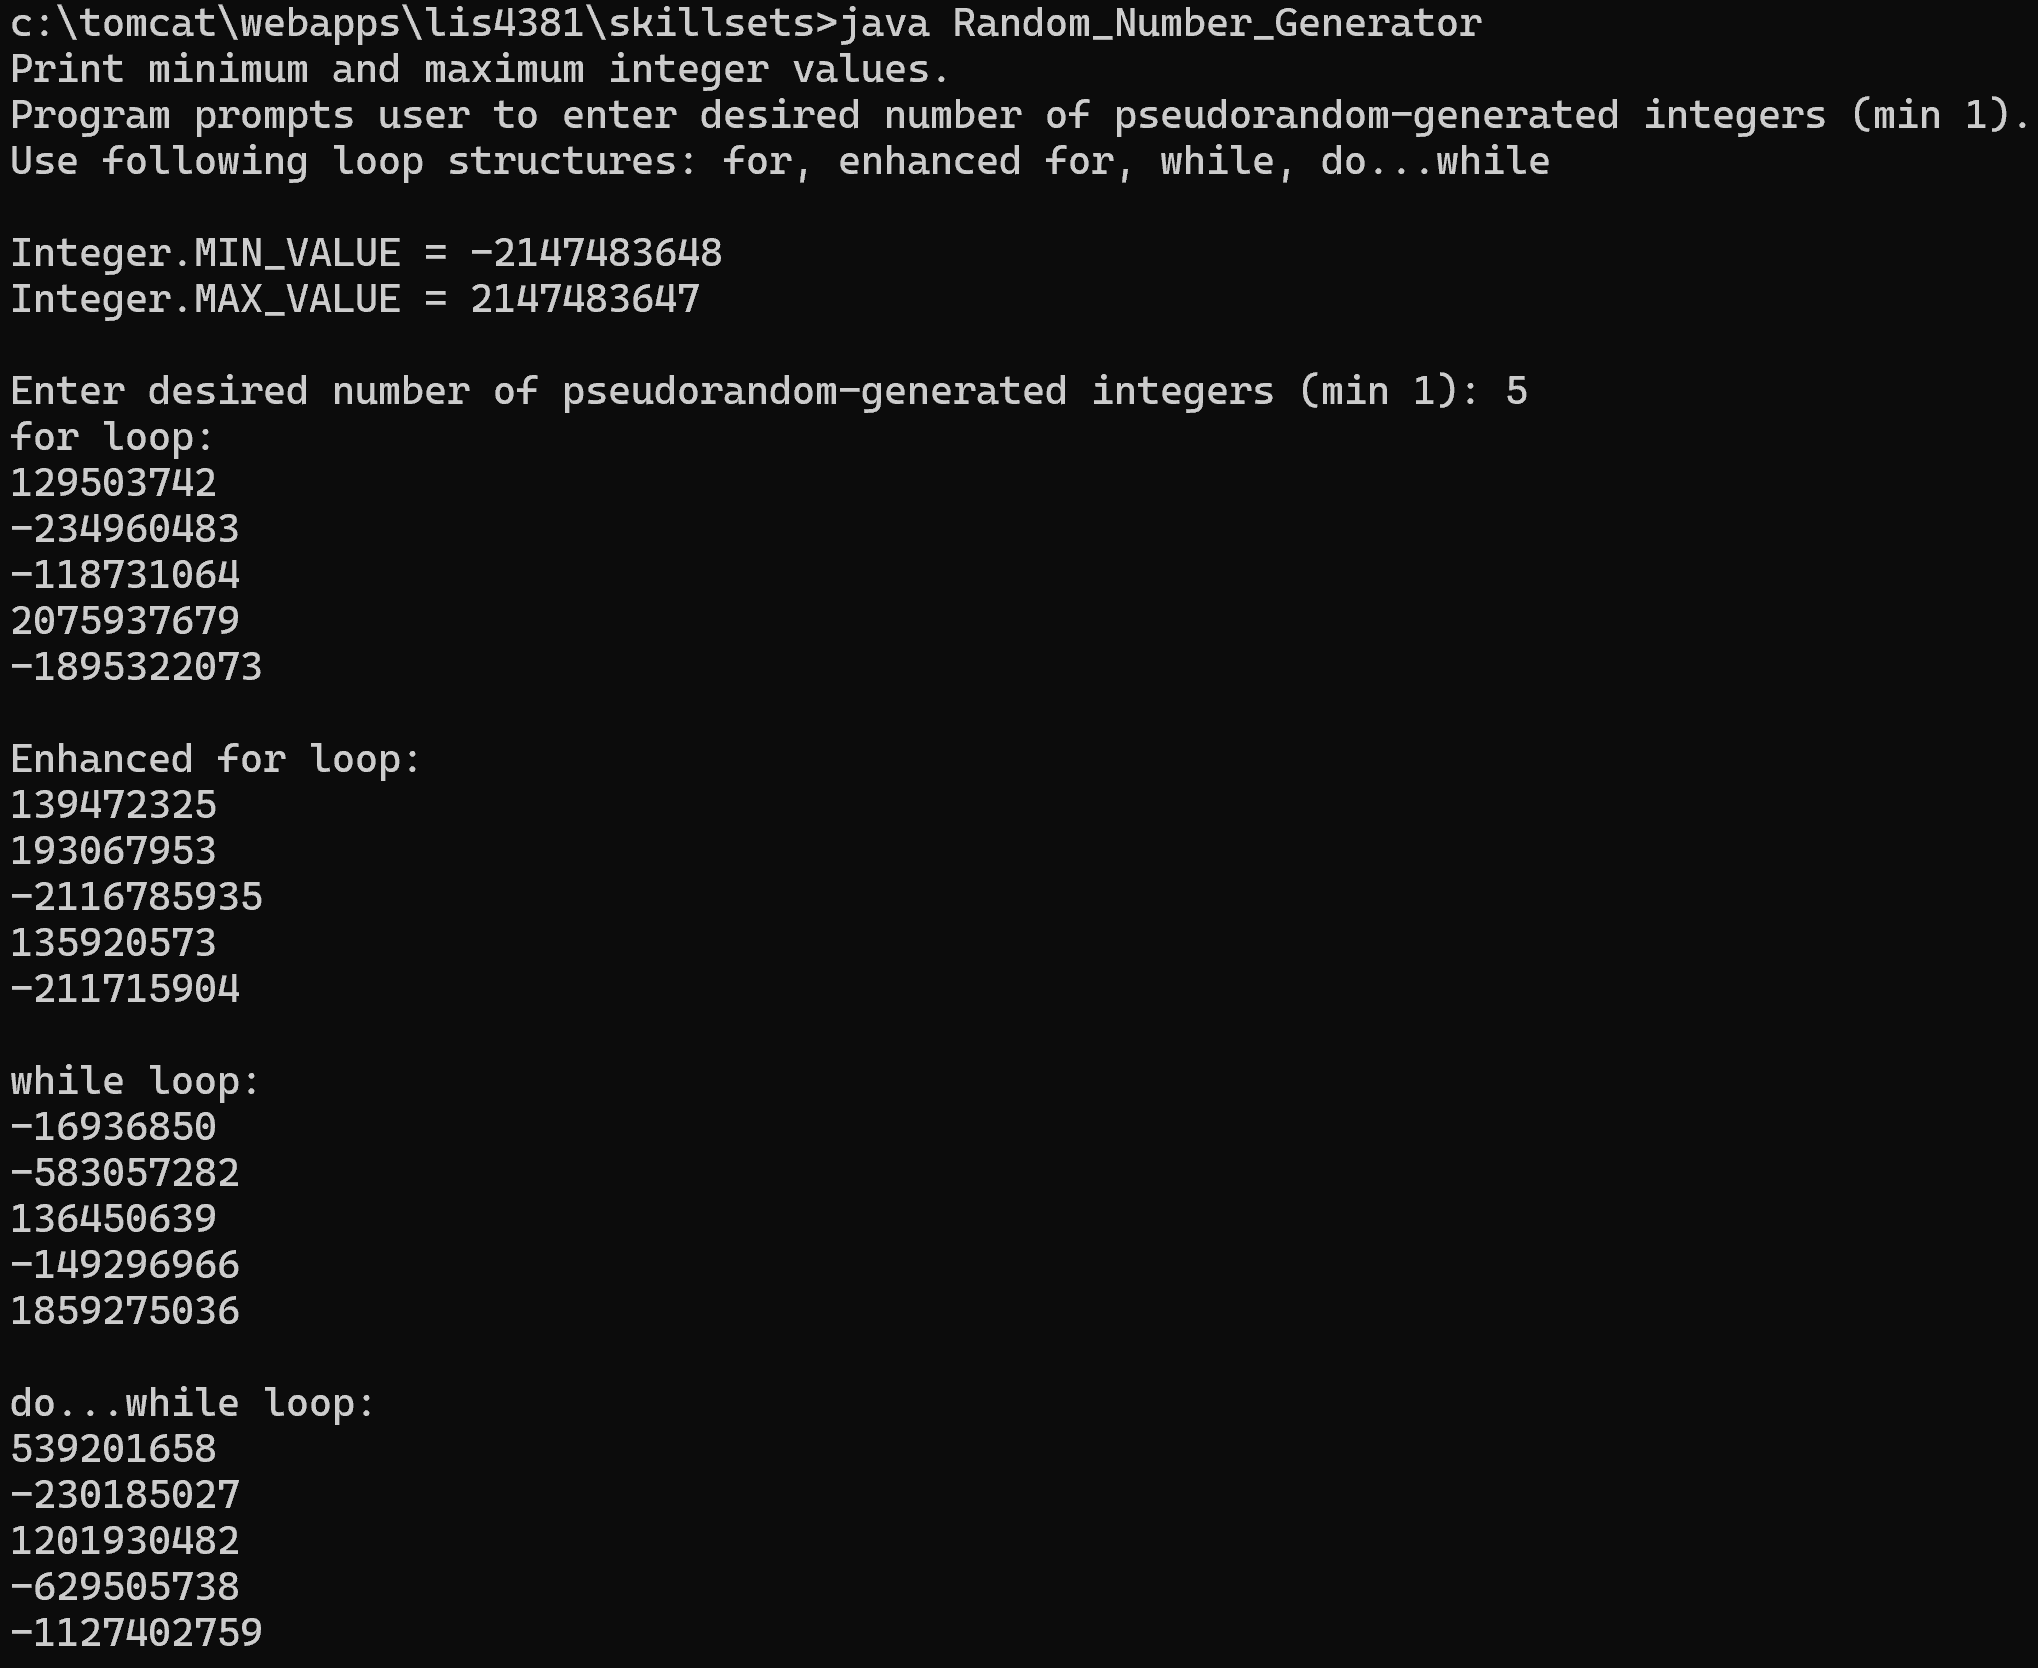 c:\tomcat\webapps\lis4381\skillsets>java Random_Number_Generator
Print minimum and maximum integer values.
Program prompts user to enter desired number of pseudorandom-generated integers (min 1).
Use following loop structures: for, enhanced for, while, do...while
Integer.MIN_VALUE = -2147483648
Integer.MAX_VALUE = 2147483647
Enter desired number of pseudorandom-generated integers (min 1): 5
for loop:
129503742
-234960483
-118731064
2075937679
-1895322073
Enhanced for loop:
139472325
193067953
-2116785935
135920573
-211715904
while loop:
-16936850
-583057282
136450639
-149296966
1859275036
do...while loop:
539201658
-230185027
1201930482
-629505738
-1127402759